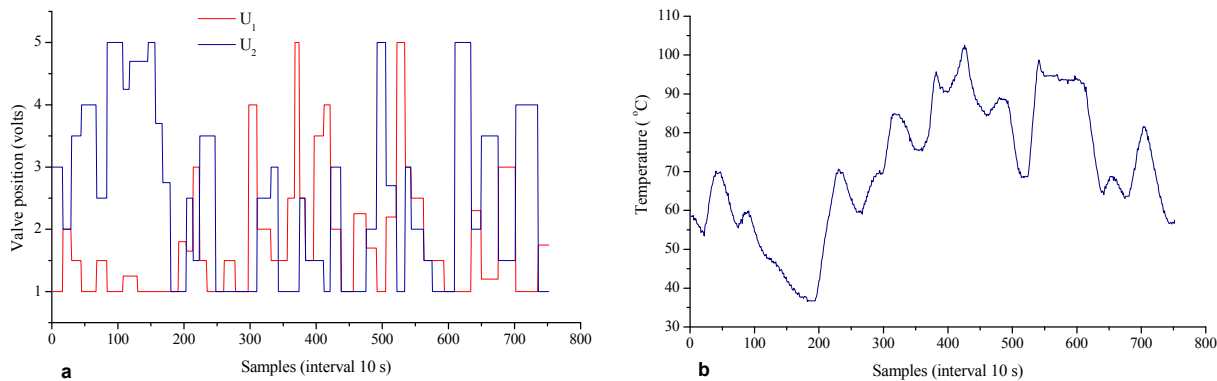 U1
U2
Valve position (volts)
5
4
3
2
1
0 100 200 300 400 500 600 700 800
Samples (interval 10 s)
a
Temperature ( °C)
110
100
90
80
70
60
50
40
30
0 100 200 300 400 500 600 700 800
Samples (interval 10 s)
b